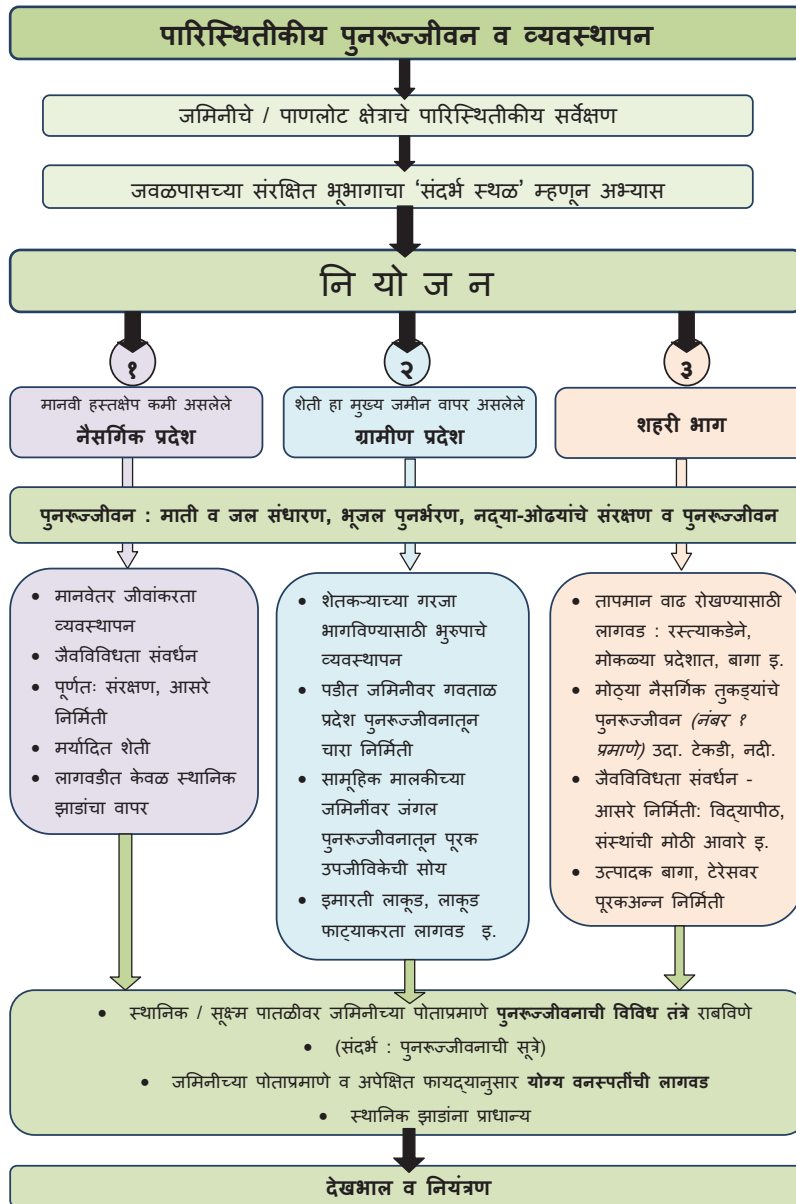 पारिस्थितीकीय पुनरूज्जीवन व व्यवस्थापन
जमिनीचे / पाणलोट क्षेत्राचे पारिस्थितीकीय सर्वेक्षण
जवळपासच्या संरक्षित भूभागाचा ‘संदर्भ स्थळ’ म्हणून अभ्यास
नि यो ज न
१
मानवी हस्तक्षेप कमी असलेले
नैसर्गिक प्रदेश
२
शेती हा मुख्य जमीन वापर असलेले
ग्रामीण प्रदेश
३
शहरी भाग
पुनरूज्जीवन : माती व जल संधारण, भूजल पुनर्भरण, नद्या-ओढयांचे संरक्षण व पुनरूज्जीवन
• मानवेतर जीवांकरता
व्यवस्थापन
• जैवविविधता संवर्धन
• पूर्णतः संरक्षण, आसरे
निर्मिती
• मर्यादित शेती
• लागवडीत केवळ स्थानिक
झाडांचा वापर
• शेतकऱ्याच्या गरजा
भागविण्यासाठी भुरुपाचे
व्यवस्थापन
• पडीत जमिनीवर गवताळ
प्रदेश पुनरूज्जीवनातून
चारा निर्मिती
• सामूहिक मालकीच्या
जमिनींवर जंगल
पुनरूज्जीवनातून पूरक
उपजीविकेची सोय
• इमारती लाकूड, लाकूड
फाट्याकरता लागवड इ.
• तापमान वाढ रोखण्यासाठी
लागवड : रस्त्याकडेने,
मोकळ्या प्रदेशात, बागा इ.
• मोठ्या नैसर्गिक तुकड्यांचे
पुनरूज्जीवन (नंबर १
प्रमाणे) उदा. टेकडी, नदी.
• जैवविविधता संवर्धन -
आसरे निर्मिती: विद्यापीठ,
संस्थांची मोठी आवारे इ.
• उत्पादक बागा, टेरेसवर
पूरकअन्न निर्मिती
• स्थानिक / सूक्ष्म पातळीवर जमिनीच्या पोताप्रमाणे पुनरूज्जीवनाची विविध तंत्रे राबविणे
• (संदर्भ : पुनरूज्जीवनाची सूत्रे)
• जमिनीच्या पोताप्रमाणे व अपेक्षित फायद्यानुसार योग्य वनस्पतींची लागवड
• स्थानिक झाडांना प्राधान्य
देखभाल व नियंत्रण